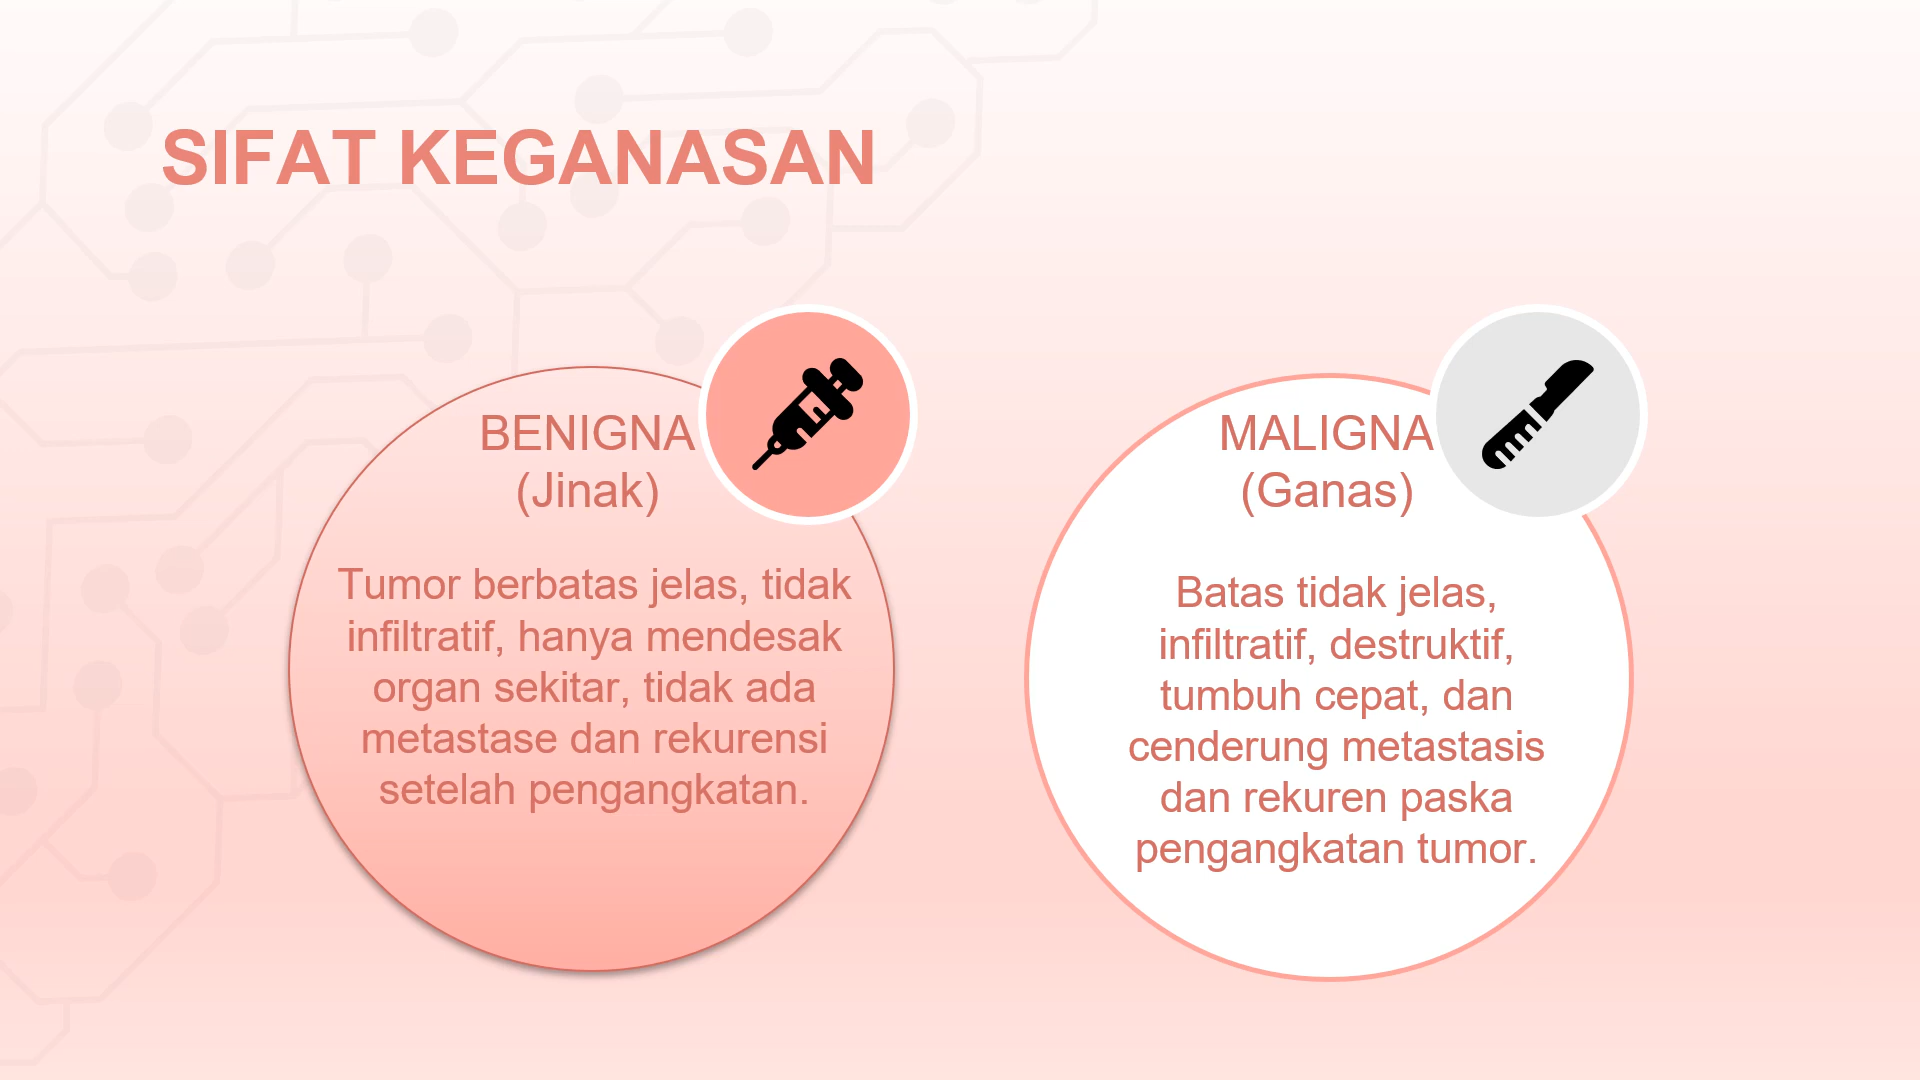 SIFAT KEGANASAN
BENIGNA
(Jinak)
Tumor berbatas jelas, tidak
infiltratif, hanya mendesak
organ sekitar, tidak ada
metastase dan rekurensi
setelah pengangkatan.
MALIGNA
(Ganas)
Batas tidak jelas,
infiltratif, destruktif,
tumbuh cepat, dan
cenderung metastasis
dan rekuren paska
pengangkatan tumor.